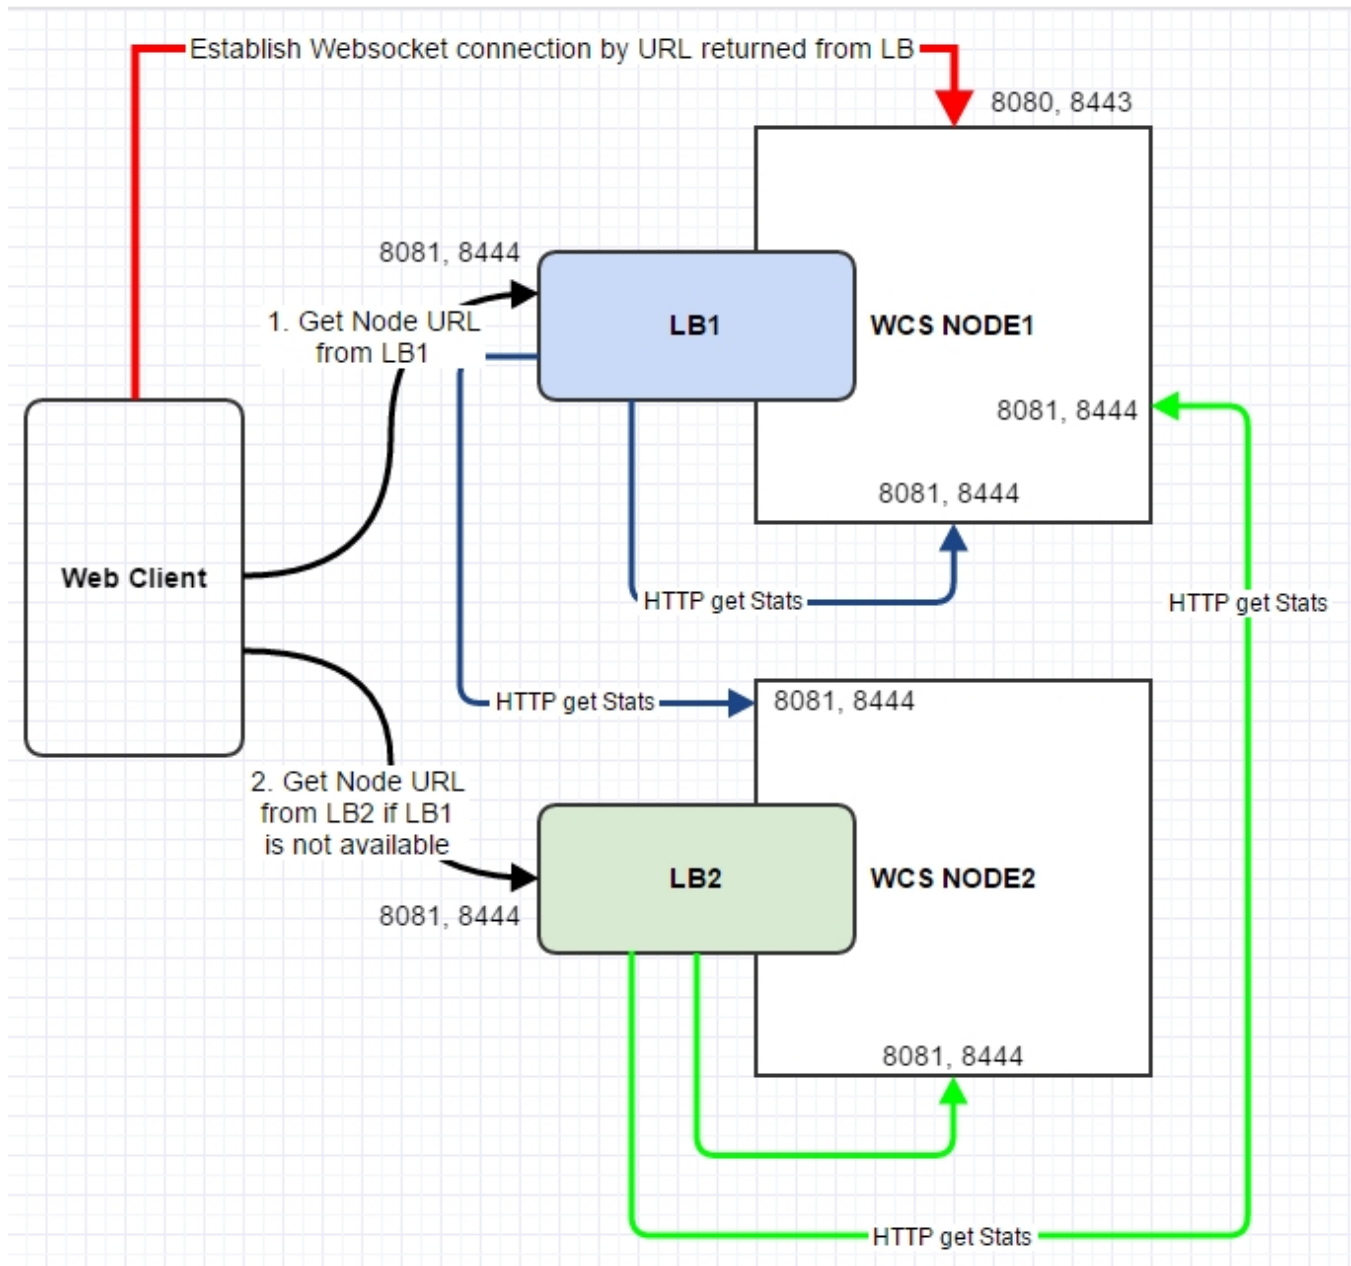 Establish Websocket connection by URL returned from LB
8080, 8443
8081, 8444
1. Get Node URL
from LB1
LB1
WCS NODE1
8081, 8444
8081, 8444
Web Client
HTTP get Stats
HTTP get Stats
HTTP get Stats
8081, 8444
2. Get Node URL
from LB2 if LB1
is not available
LB2
WCS NODE2
8081, 8444
8081, 8444
HTTP get Stats